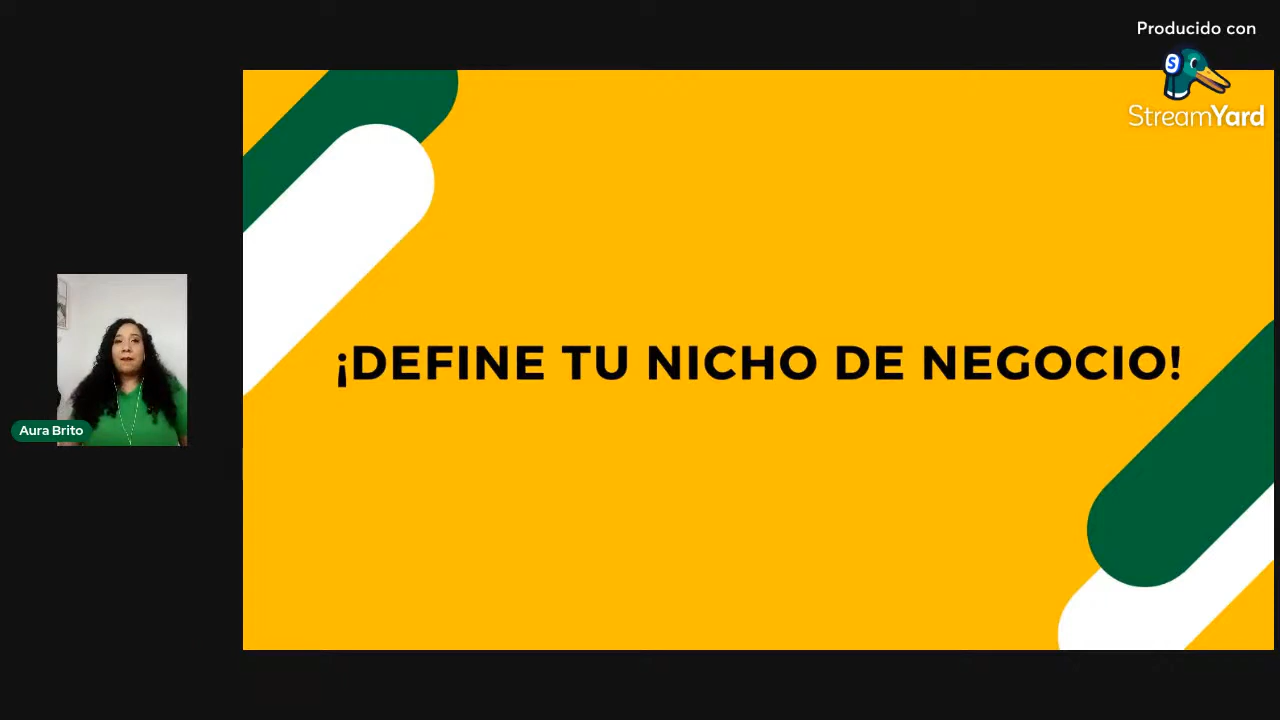 Producido con
S
StreamYard
¡DEFINE TU NICHO DE NEGOCIO!
Aura Brito